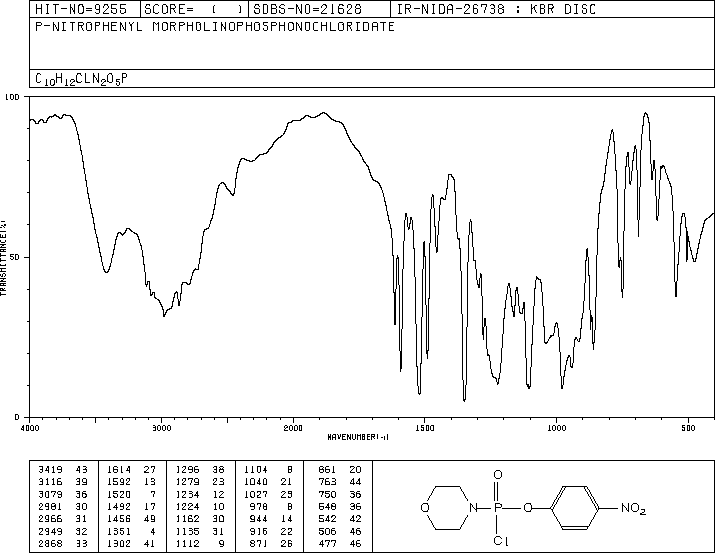 HIT-NO=9255 SCORE= ( ) SDBS-NO=21628 IR-NIDA-26738 : KBR DISC
P-NITROPHENYL MORPHOLINOPHOSPHONOCHLORIDATE
C10H12CLN2O5P
100
50
0
TRANSMITTANCE(%)
4000 3000 2000 1500 1000 500
WAVENUMBER(-1)
3419 43 1614 27 1296 38 1104 8 861 20
3116 39 1592 13 1279 23 1040 21 763 44
3079 36 1520 7 1234 12 1027 23 750 36
2981 30 1492 17 1224 10 978 8 648 36
2966 31 1456 49 1162 30 944 14 542 42
2949 32 1351 4 1135 31 916 22 506 46
2868 33 1302 41 1112 9 871 26 477 46
O
O N P O NO2
Cl